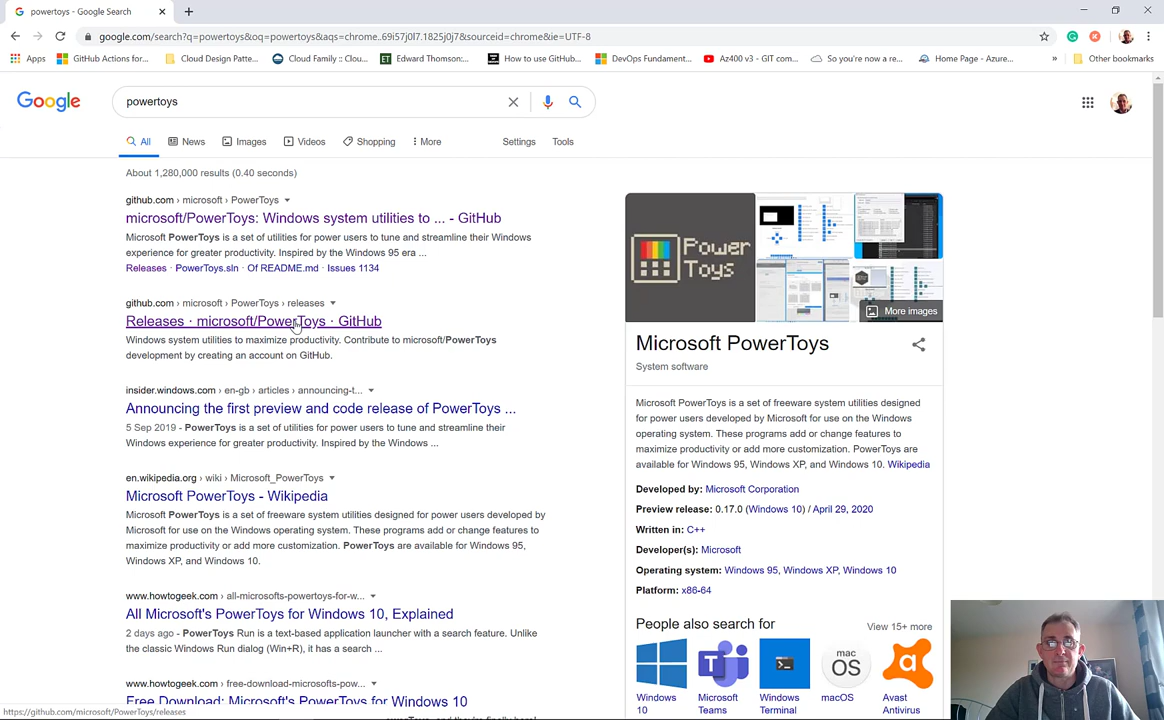 powertoys - Google Search
google.com/search?q=powertoys&oq=powertoys&aqs=chrome..69i57j0l7.1825j0j7&sourceid=chrome&ie=UTF-8
Apps GitHub Actions for... Cloud Design Patte... Cloud Family :: Clou... Edward Thomson:... How to use GitHub... DevOps Fundament... Az400 v3 - GIT com... So you're now a re... Home Page - Azure... » Other bookmarks
Google
powertoys
All News Images Videos Shopping More Settings Tools
About 1,280,000 results (0.40 seconds)
github.com › microsoft › PowerToys
microsoft/PowerToys: Windows system utilities to ... - GitHub
Microsoft PowerToys is a set of utilities for power users to tune and streamline their Windows
experience for greater productivity. Inspired by the Windows 95 era ...
Releases · PowerToys.sln · Of README.md · Issues 1134
github.com › microsoft › PowerToys › releases
Releases · microsoft/PowerToys · GitHub
Windows system utilities to maximize productivity. Contribute to microsoft/PowerToys
development by creating an account on GitHub.
insider.windows.com › en-gb › articles › announcing-t...
Announcing the first preview and code release of PowerToys ...
5 Sep 2019 - PowerToys is a set of utilities for power users to tune and streamline their
Windows experience for greater productivity. Inspired by the Windows ...
en.wikipedia.org › wiki › Microsoft_PowerToys
Microsoft PowerToys - Wikipedia
Microsoft PowerToys is a set of freeware system utilities designed for power users developed by
Microsoft for use on the Windows operating system. These programs add or change features to
maximize productivity or add more customization. PowerToys are available for Windows 95,
Windows XP, and Windows 10.
www.howtogeek.com › all-microsofts-powertoys-for-w...
All Microsoft's PowerToys for Windows 10, Explained
2 days ago - PowerToys Run is a text-based application launcher with a search feature. Unlike
the classic Windows Run dialog (Win+R), it has a search ...
www.howtogeek.com › free-download-microsofts-pow...
Free Download: Microsoft's PowerToys for Windows 10
Power
Toys
More images
Microsoft PowerToys
System software
Microsoft PowerToys is a set of freeware system utilities designed
for power users developed by Microsoft for use on the Windows
operating system. These programs add or change features to
maximize productivity or add more customization. PowerToys are
available for Windows 95, Windows XP, and Windows 10. Wikipedia
Developed by: Microsoft Corporation
Preview release: 0.17.0 (Windows 10) / April 29, 2020
Written in: C++
Developer(s): Microsoft
Operating system: Windows 95, Windows XP, Windows 10
Platform: x86-64
People also search for
View 15+ more
mac
OS
Windows
10
Microsoft
Teams
Windows
Terminal
macOS
Avast
Antivirus
https://github.com/microsoft/PowerToys/releases